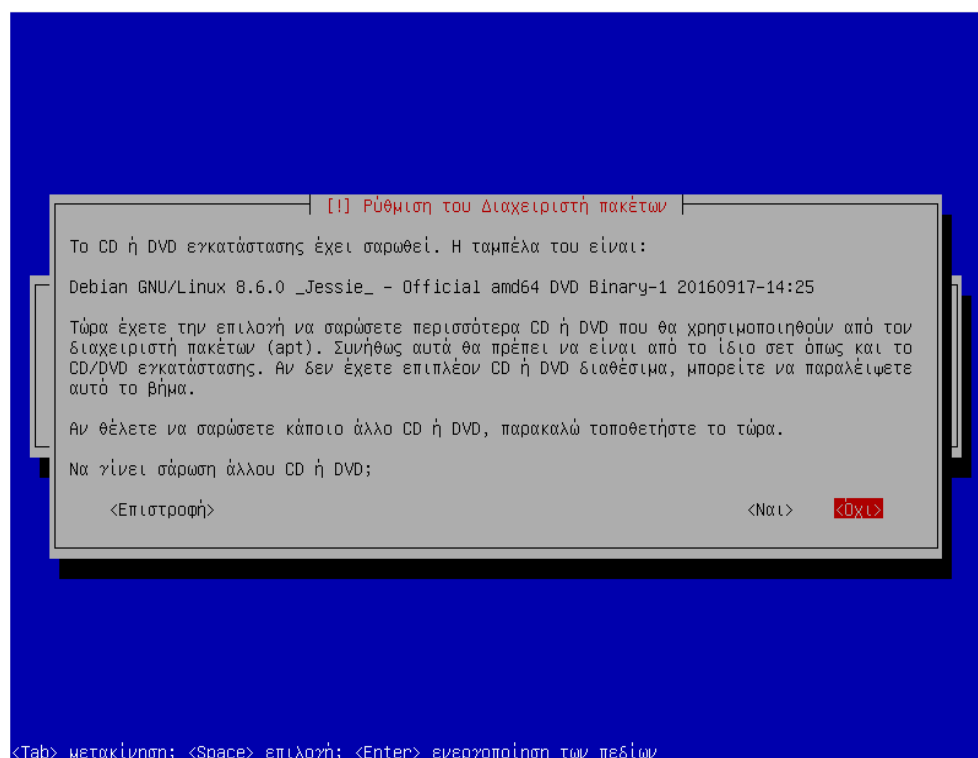 [!] Ρύθμιση του Διαχειριστή πακέτων
Το CD ή DVD εγκατάστασης έχει σαρωθεί. Η ταμπέλα του είναι:
Debian GNU/Linux 8.6.0 _Jessie_ - Official amd64 DVD Binary-1 20160917-14:25
Τώρα έχετε την επιλογή να σαρώσετε περισσότερα CD ή DVD που θα χρησιμοποιηθούν από τον
διαχειριστή πακέτων (apt). Συνήθως αυτά θα πρέπει να είναι από το ίδιο σετ όπως και το
CD/DVD εγκατάστασης. Αν δεν έχετε επιπλέον CD ή DVD διαθέσιμα, μπορείτε να παραλείψετε
αυτό το βήμα.
Αν θέλετε να σαρώσετε κάποιο άλλο CD ή DVD, παρακαλώ τοποθετήστε το τώρα.
Να γίνει σάρωση άλλου CD ή DVD;
<Επιστροφή> <Ναι> <Όχι>
<Tab> μετακίνηση; <Space> επιλογή; <Enter> ενεργοποίηση των πεδίων